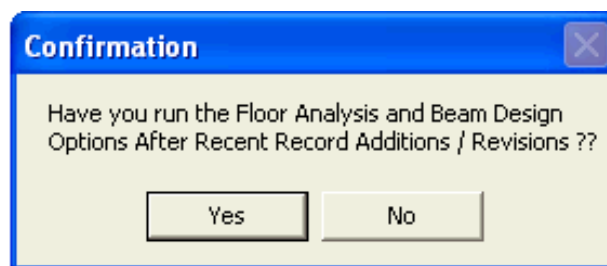 Confirmation
Have you run the Floor Analysis and Beam Design
Options After Recent Record Additions / Revisions ??
Yes
No